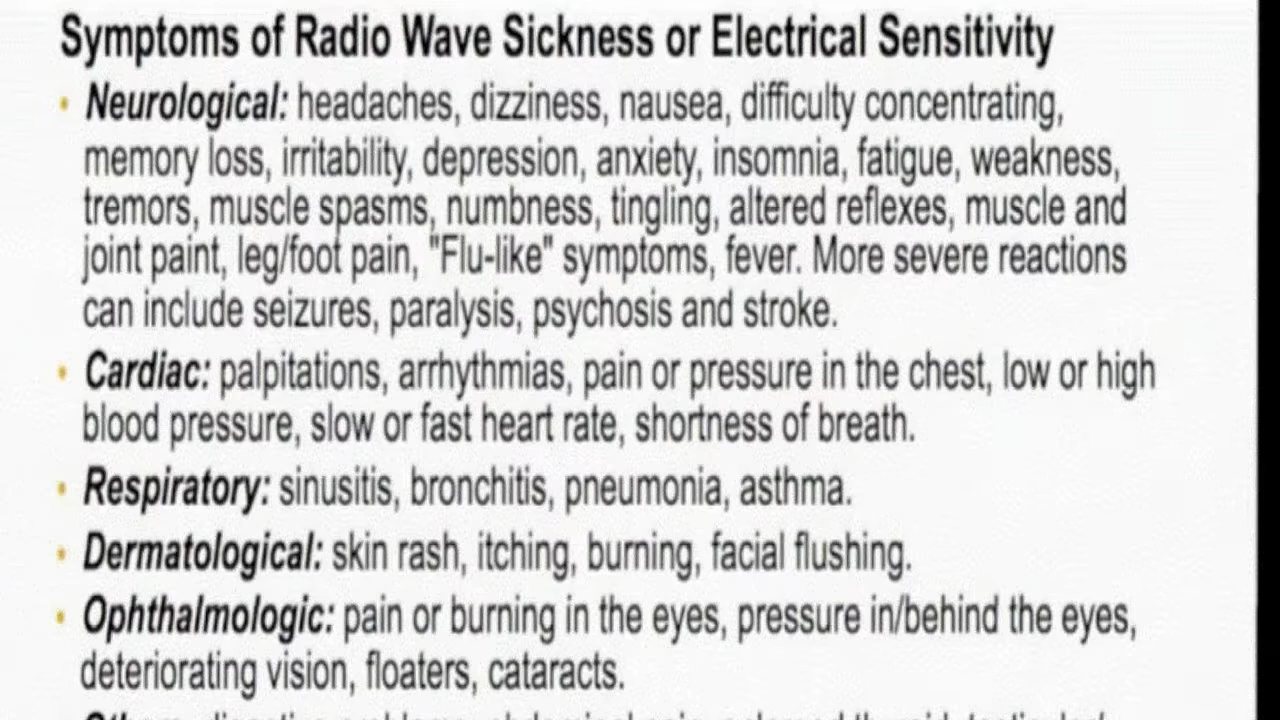 Symptoms of Radio Wave Sickness or Electrical Sensitivity
• Neurological: headaches, dizziness, nausea, difficulty concentrating,
memory loss, irritability, depression, anxiety, insomnia, fatigue, weakness,
tremors, muscle spasms, numbness, tingling, altered reflexes, muscle and
joint paint, leg/foot pain, "Flu-like" symptoms, fever. More severe reactions
can include seizures, paralysis, psychosis and stroke.
• Cardiac: palpitations, arrhythmias, pain or pressure in the chest, low or high
blood pressure, slow or fast heart rate, shortness of breath.
• Respiratory: sinusitis, bronchitis, pneumonia, asthma.
• Dermatological: skin rash, itching, burning, facial flushing.
• Ophthalmologic: pain or burning in the eyes, pressure in/behind the eyes,
deteriorating vision, floaters, cataracts.